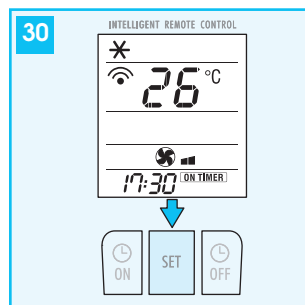 30
INTELLIGENT REMOTE CONTROL
26 °C
17:30 ON TIMER
ON SET OFF